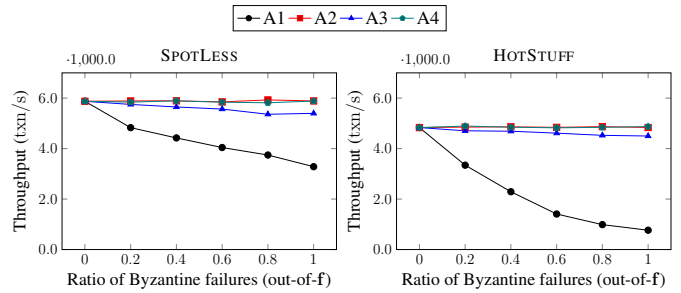 A1 A2 A3 A4
·1,000.0 SPOTLESS
6.0
4.0
2.0
0.0
0 0.2 0.4 0.6 0.8 1
Throughput (txn/s)
Ratio of Byzantine failures (out-of-f)
·1,000.0 HOTSTUFF
6.0
4.0
2.0
0.0
0 0.2 0.4 0.6 0.8 1
Throughput (txn/s)
Ratio of Byzantine failures (out-of-f)